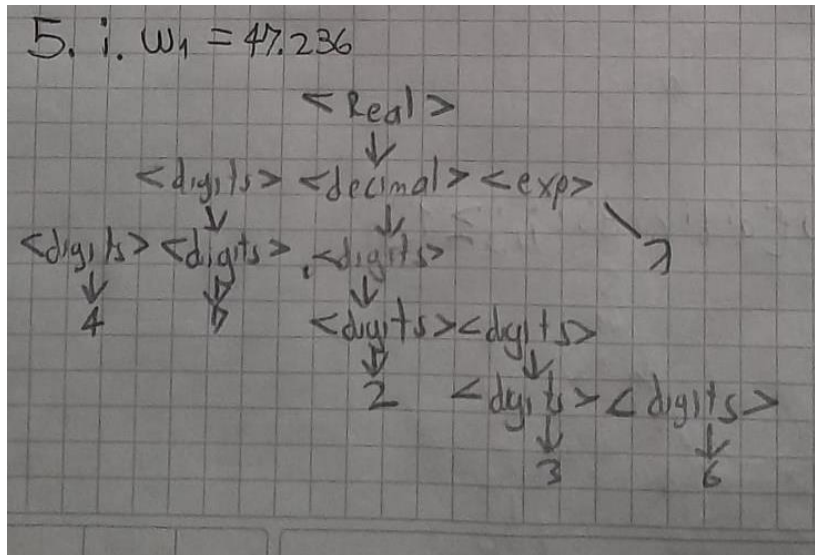 5. i. w₁ = 47.236
<Real>
↓
<digits> <decimal> <exp>
↓ ↓ ↘
<digits> <digits> .<digits> λ
↓ ↓ ↓
4 7 <digits> <digits>
↓ ↓
2 <digits> <digits>
↓ ↓
3 6